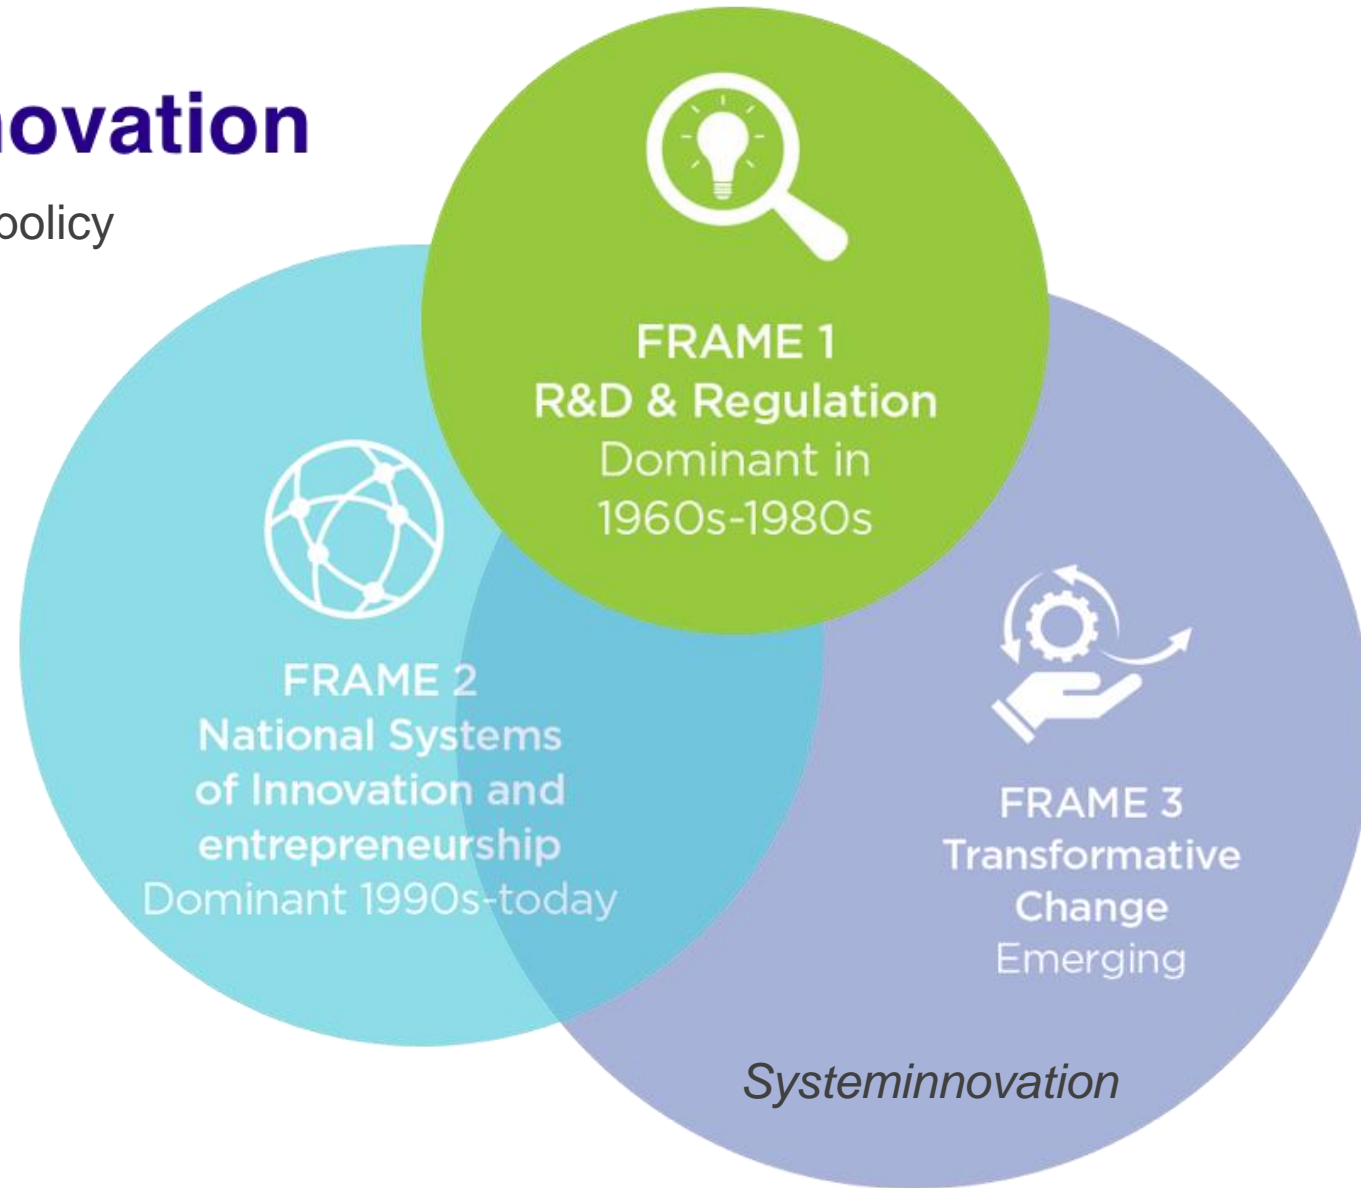 novation
policy
FRAME 1
R&D & Regulation
Dominant in
1960s-1980s
FRAME 2
National Systems
of Innovation and
entrepreneurship
Dominant 1990s-today
FRAME 3
Transformative
Change
Emerging
Systeminnovation